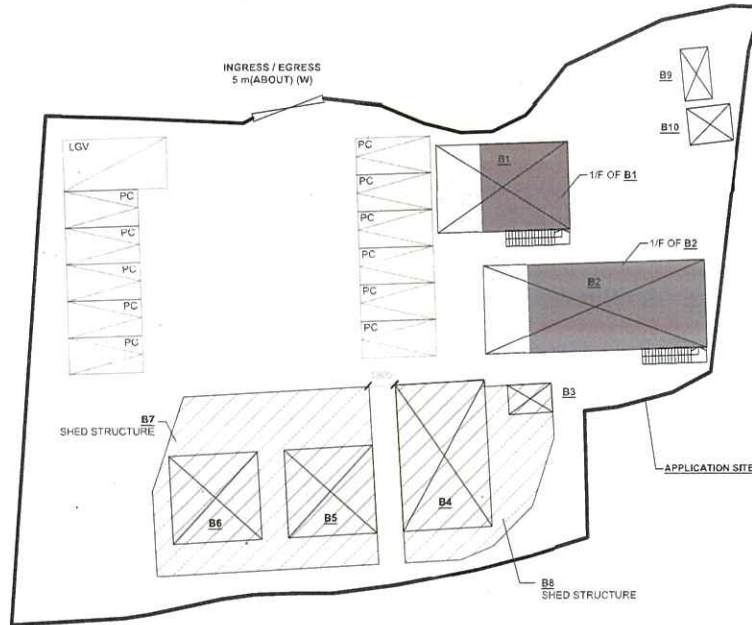 INGRESS / EGRESS
5 m(ABOUT) (W)
B9
B10
LGV
PC
PC
PC
PC
PC
PC
PC
PC
PC
PC
PC
B1
1/F OF B1
1/F OF B2
B2
B7
SHED STRUCTURE
B3
B6
B5
B4
APPLICATION SITE
B8
SHED STRUCTURE